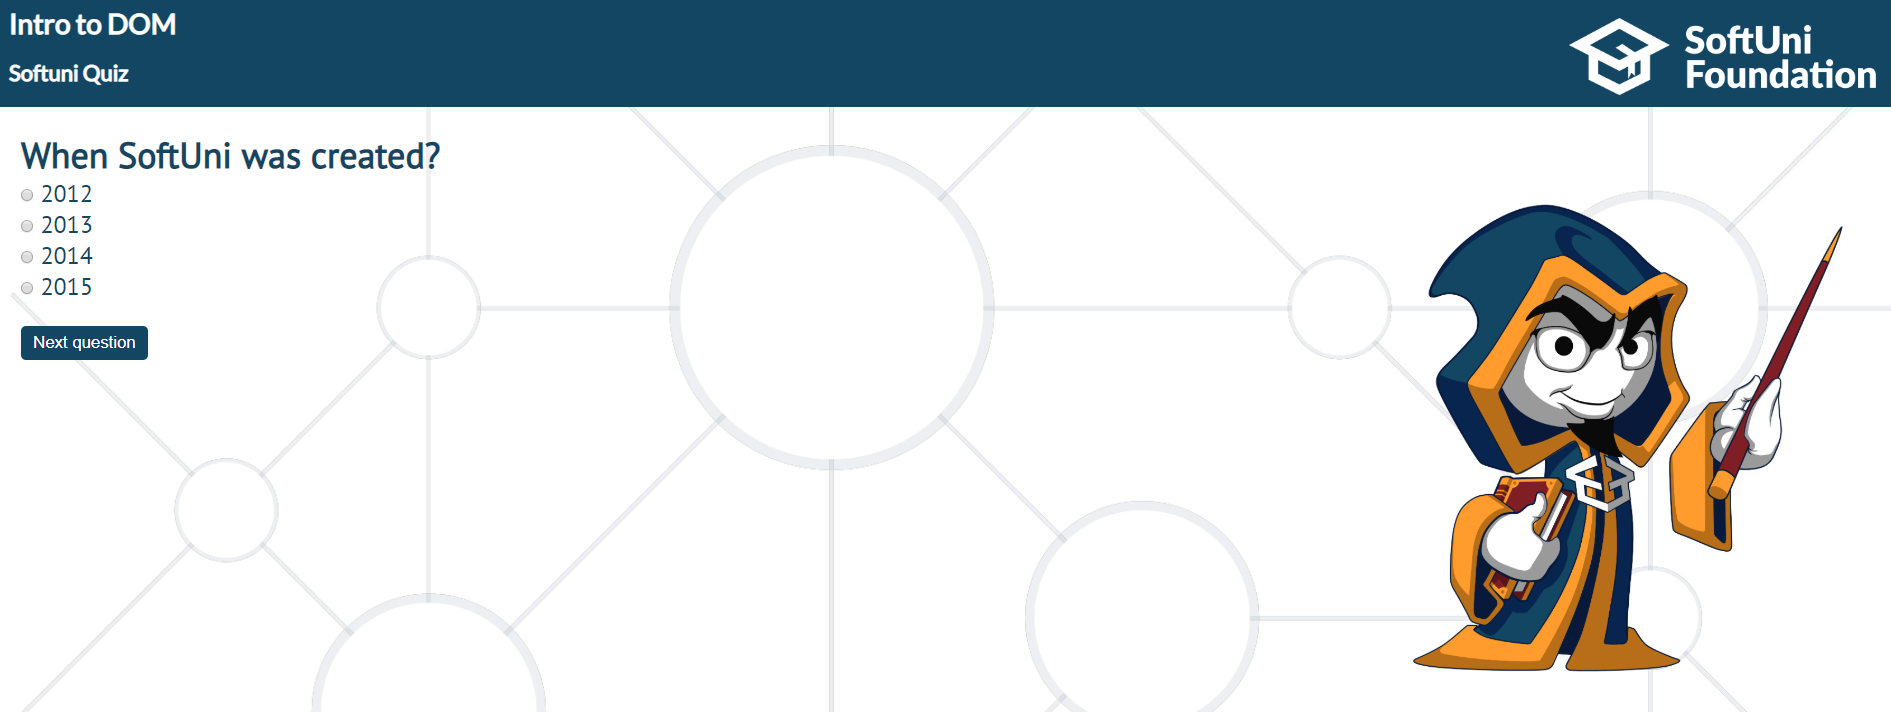 Intro to DOM
Softuni Quiz
SoftUni
Foundation
When SoftUni was created?
2012
2013
2014
2015
Next question